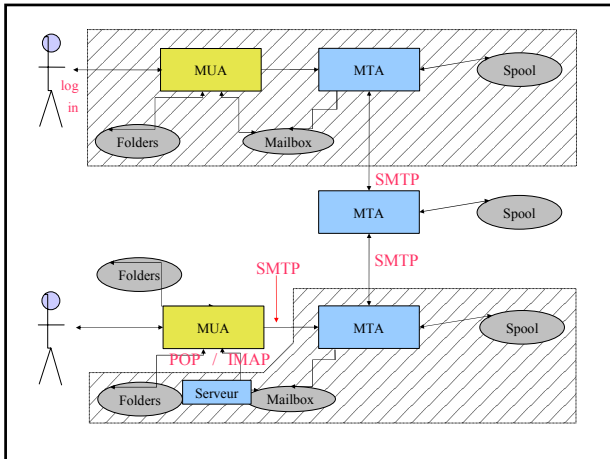 log
in
MUA
MTA
Spool
Folders
Mailbox
SMTP
MTA
Spool
Folders
SMTP
SMTP
MUA
MTA
Spool
POP / IMAP
Folders
Serveur
Mailbox